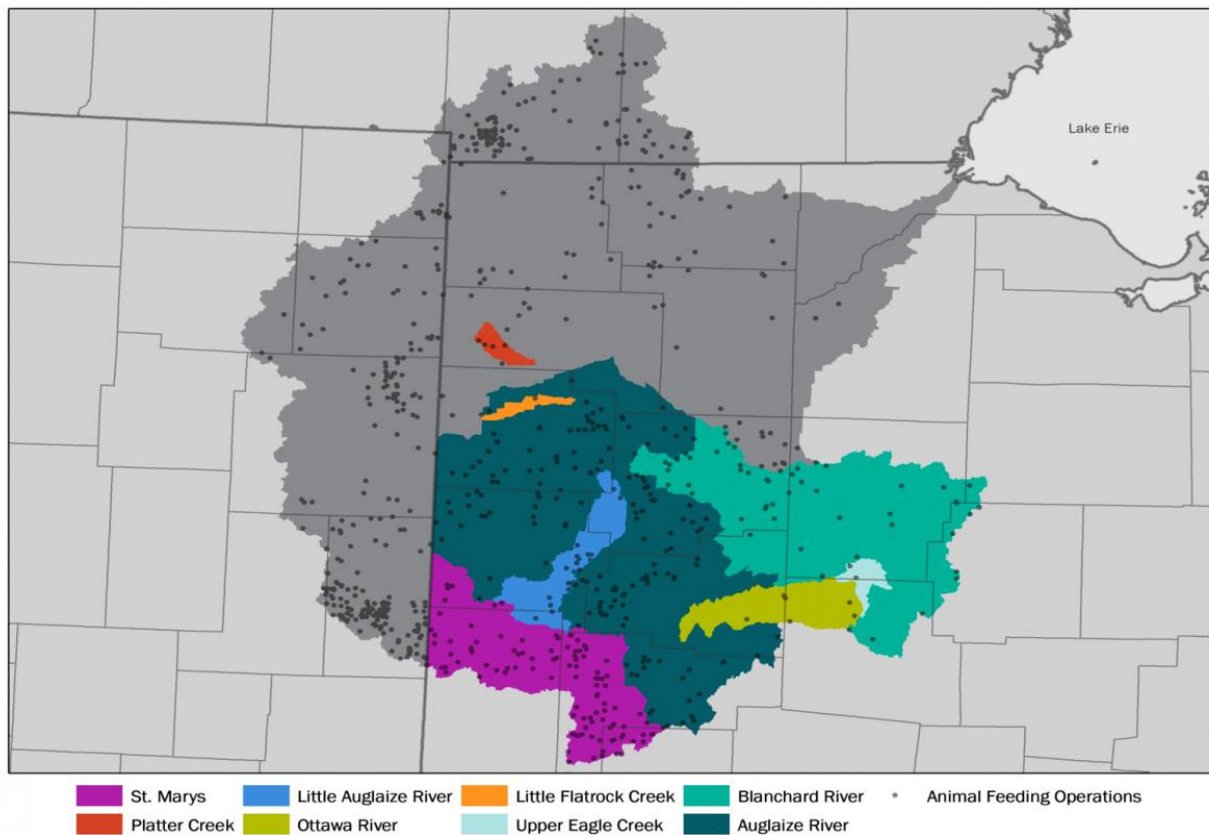 Lake Erie
St. Marys
Little Auglaize River
Little Flatrock Creek
Blanchard River
Animal Feeding Operations
Platter Creek
Ottawa River
Upper Eagle Creek
Auglaize River